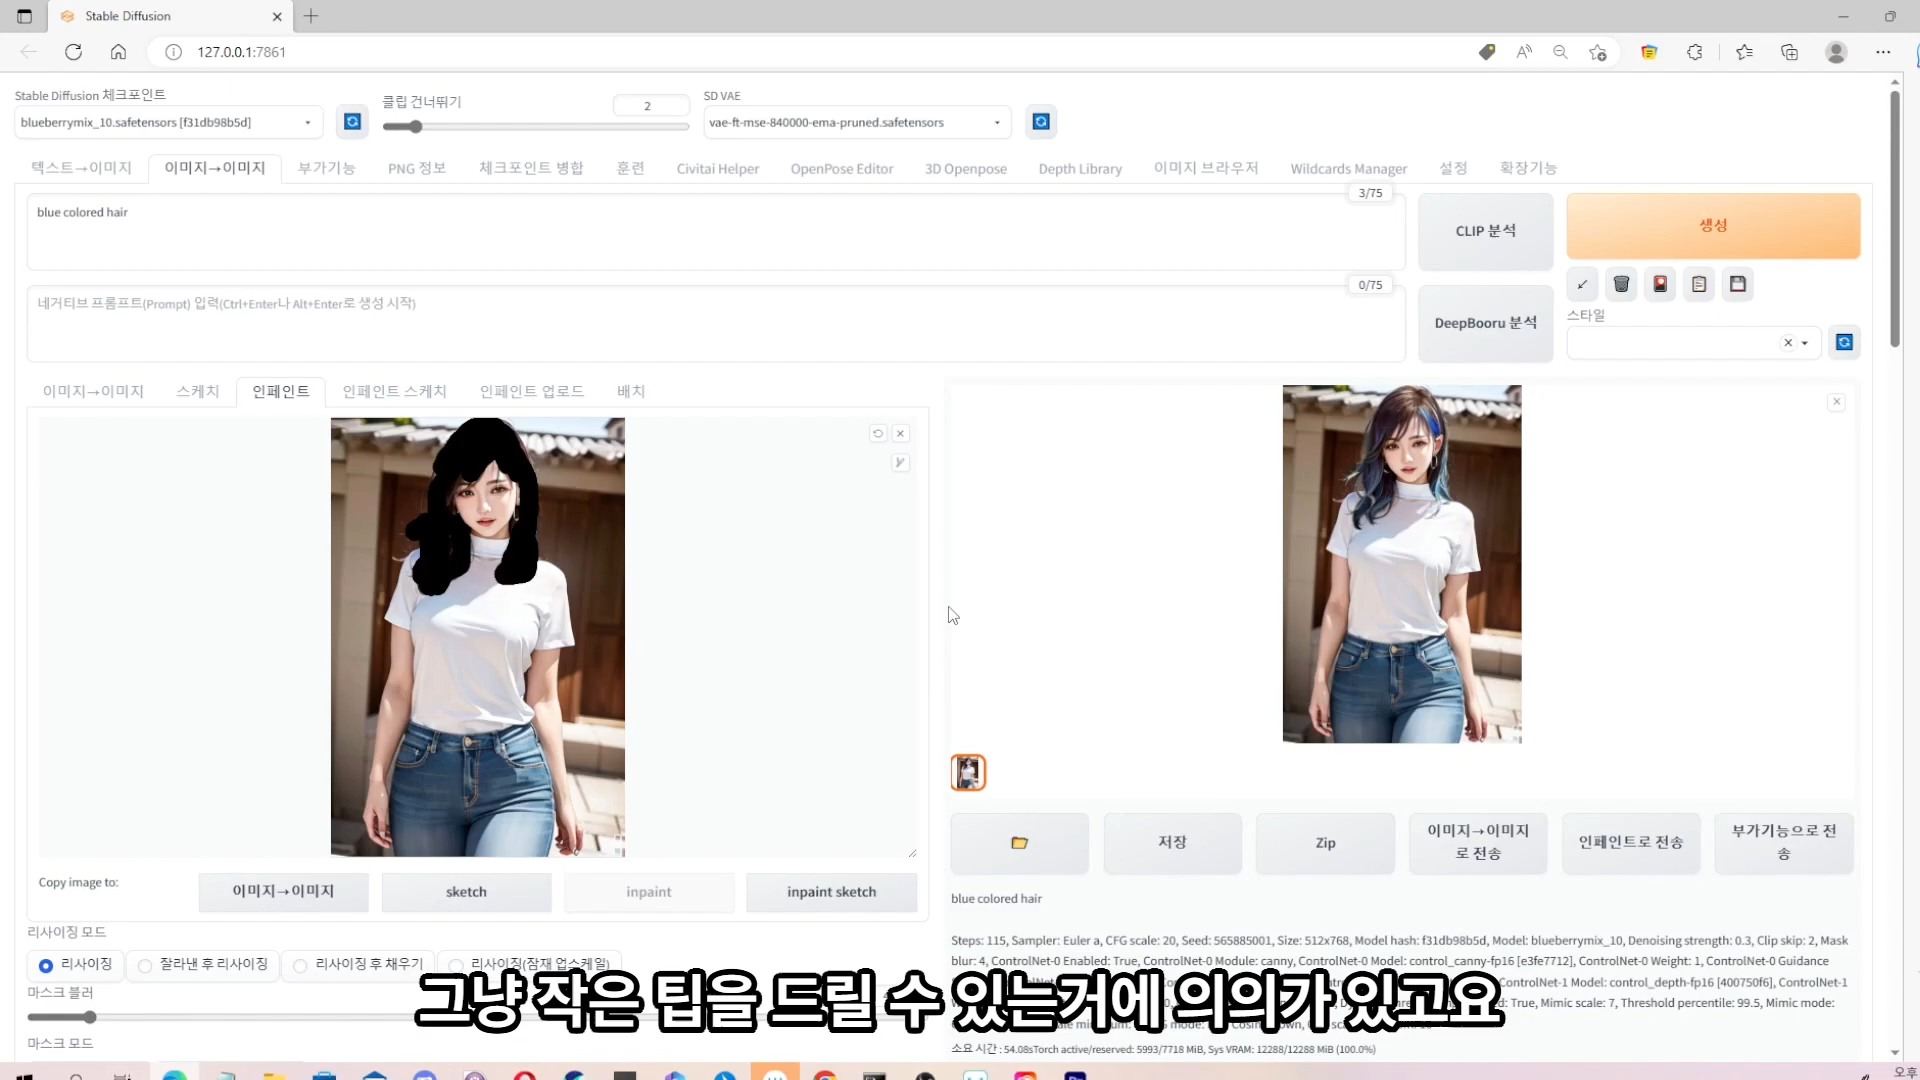 Stable Diffusion
127.0.0.1:7861
Stable Diffusion 체크포인트
클립 건너뛰기
2
SD VAE
blueberrymix_10.safetensors [f31db98b5d]
vae-ft-mse-840000-ema-pruned.safetensors
텍스트→이미지
이미지→이미지
부가기능
PNG 정보
체크포인트 병합
훈련
Civitai Helper
OpenPose Editor
3D Openpose
Depth Library
이미지 브라우저
Wildcards Manager
설정
확장기능
3/75
blue colored hair
CLIP 분석
생성
0/75
네거티브 프롬프트(Prompt) 입력(Ctrl+Enter나 Alt+Enter로 생성 시작)
DeepBooru 분석
스타일
이미지→이미지
스케치
인페인트
인페인트 스케치
인페인트 업로드
배치
Copy image to:
이미지→이미지
sketch
inpaint
inpaint sketch
저장
Zip
이미지→이미지
로 전송
인페인트로 전송
부가기능으로 전
송
blue colored hair
리사이징 모드
리사이징
잘라낸 후 리사이징
리사이징 후 채우기
리사이징(잠재 업스케일)
마스크 블러
마스크 모드
Steps: 115, Sampler: Euler a, CFG scale: 20, Seed: 565885001, Size: 512x768, Model hash: f31db98b5d, Model: blueberrymix_10, Denoising strength: 0.3, Clip skip: 2, Mask
blur: 4, ControlNet-0 Enabled: True, ControlNet-0 Module: canny, ControlNet-0 Model: control_canny-fp16 [e3fe7712], ControlNet-0 Weight: 1, ControlNet-0 Guidance
Model: control_depth-fp16 [400750f6], ControlNet-1
True, Mimic scale: 7, Threshold percentile: 99.5, Mimic mode:
소요 시간 : 54.08sTorch active/reserved: 5993/7718 MiB, Sys VRAM: 12288/12288 MiB (100.0%)
그냥 작은 팁을 드릴 수 있는거에 의의가 있고요
오후